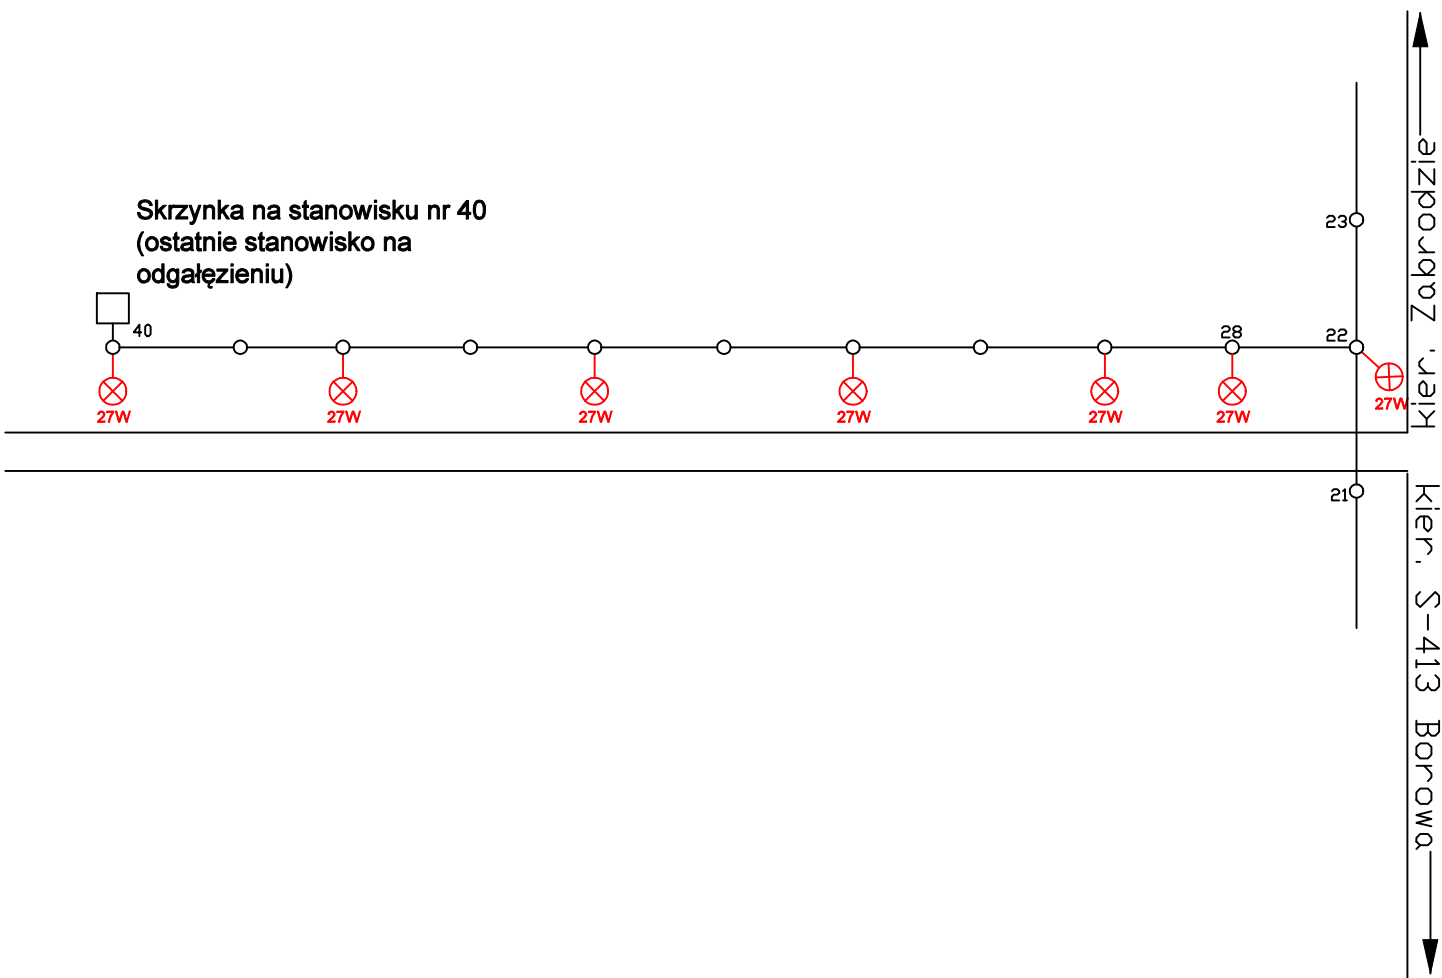 Skrzynka na stanowisku nr 40
(ostatnie stanowisko na
odgałęzieniu)
40
28
22
23
21
27W
27W
27W
27W
27W
27W
27W
Kier. Zabrodzie
Kier. S-413 Borowa